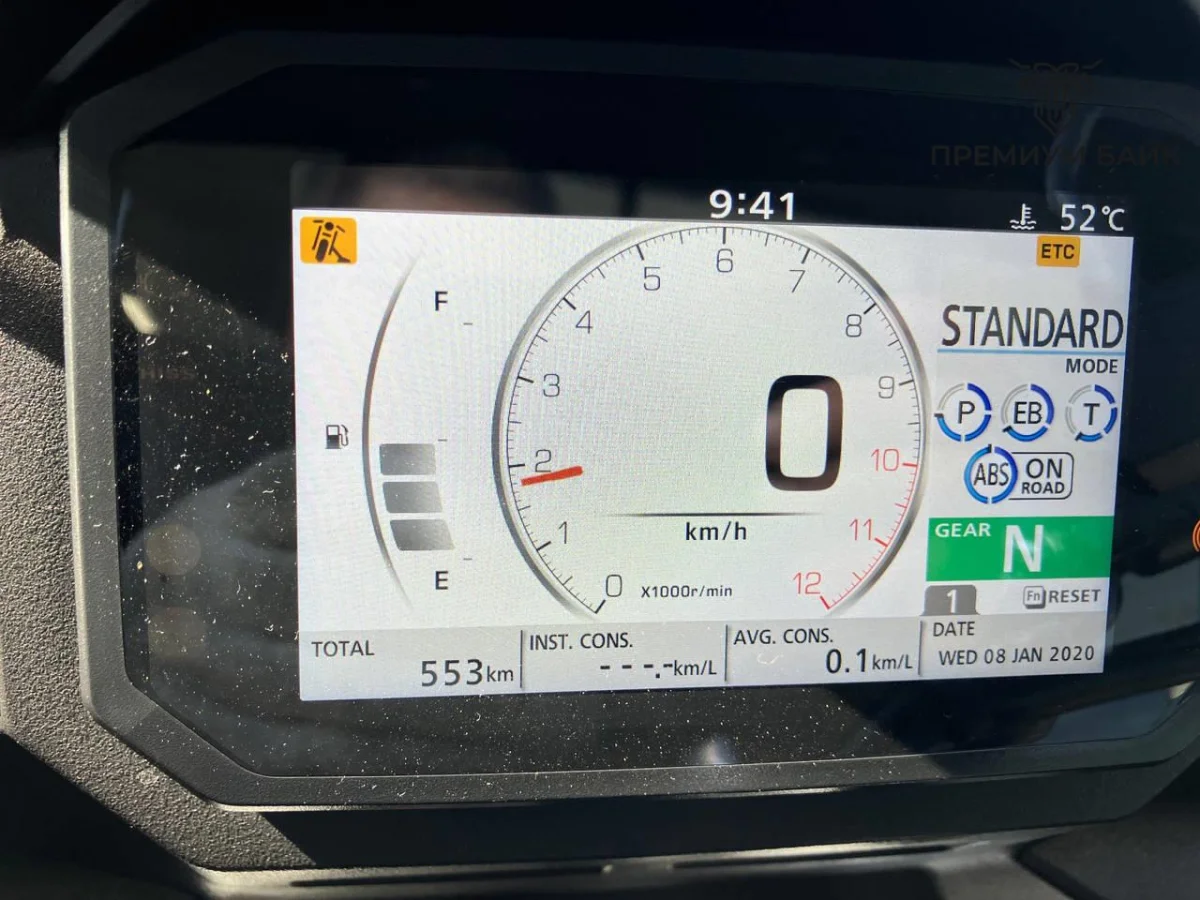 ПРЕМИУМ БАЙК
9:41
52°C
ETC
F
E
0
1
2
3
4
5
6
7
8
9
10
11
12
X1000r/min
0
km/h
STANDARD
MODE
P
EB
T
ABS
ON
ROAD
GEAR
N
1
Fn RESET
TOTAL
553km
INST. CONS.
---.-km/L
AVG. CONS.
0.1km/L
DATE
WED 08 JAN 2020